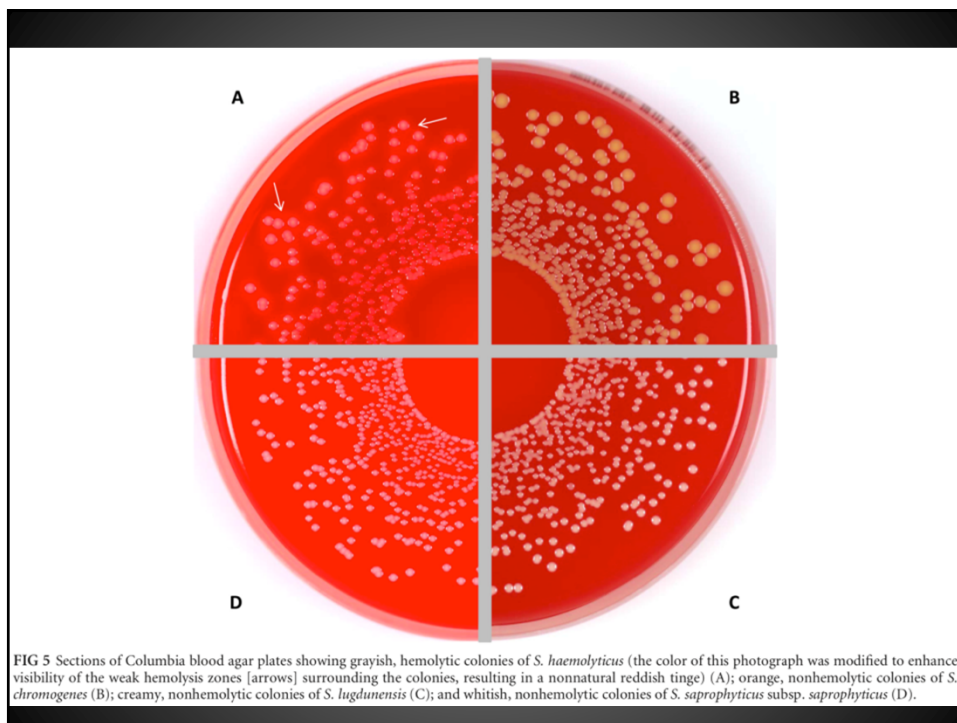 A
B
D
C
FIG 5 Sections of Columbia blood agar plates showing grayish, hemolytic colonies of S. haemolyticus (the color of this photograph was modified to enhance
visibility of the weak hemolysis zones [arrows] surrounding the colonies, resulting in a nonnatural reddish tinge) (A); orange, nonhemolytic colonies of S.
chromogenes (B); creamy, nonhemolytic colonies of S. lugdunensis (C); and whitish, nonhemolytic colonies of S. saprophyticus subsp. saprophyticus (D).